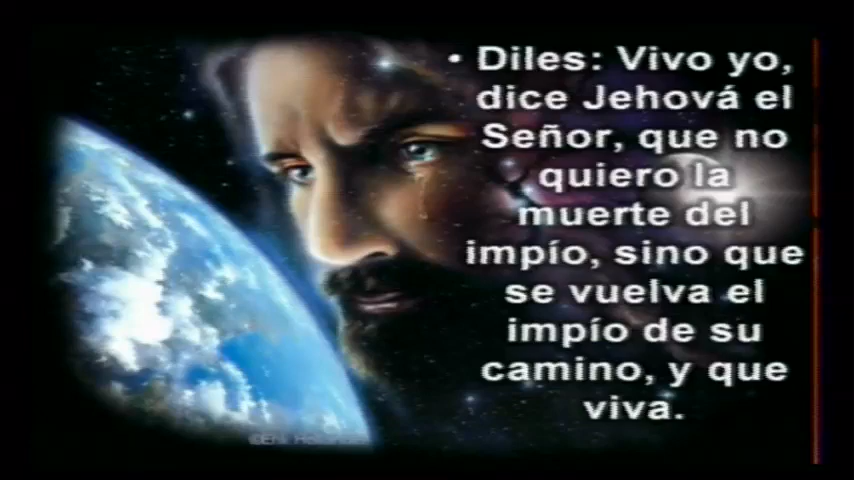 • Diles: Vivo yo,
dice Jehová el
Señor, que no
quiero la
muerte del
impío, sino que
se vuelva el
impío de su
camino, y que
viva.